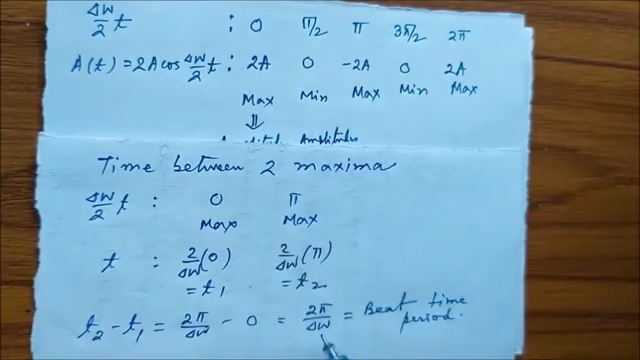 ΔW/2 t : 0 π/2 π 3π/2 2π
A(t) = 2A cos ΔW/2 t : 2A 0 -2A 0 2A
Max Min Max Min Max
⇓
Amplitude
Time between 2 maxima
ΔW/2 t : 0 π
Max Max
t : 2/ΔW (0) 2/ΔW (π)
= t₁ = t₂
t₂ - t₁ = 2π/ΔW - 0 = 2π/ΔW = Beat time
period.